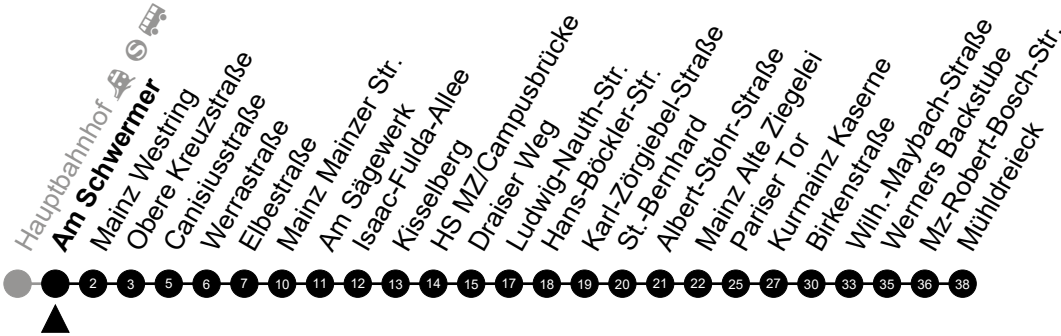 Hauptbahnhof S
Am Schwermer
Mainz Westring
Obere Kreuzstraße
Canisiusstraße
Werrastraße
Elbestraße
Mainz Mainzer Str.
Am Sägewerk
Isaac-Fulda-Allee
Kisselberg
HS MZ/Campusbrücke
Draiser Weg
Ludwig-Nauth-Str.
Hans-Böckler-Str.
Karl-Zörgiebel-Straße
St.-Bernhard
Albert-Stohr-Straße
Mainz Alte Ziegelei
Pariser Tor
Kurmainz Kaserne
Birkenstraße
Wilh.-Maybach-Straße
Werners Backstube
Mz-Robert-Bosch-Str.
Mühldreieck
2 3 5 6 7 10 11 12 13 14 15 17 18 19 20 21 22 25 27 30 33 35 36 38